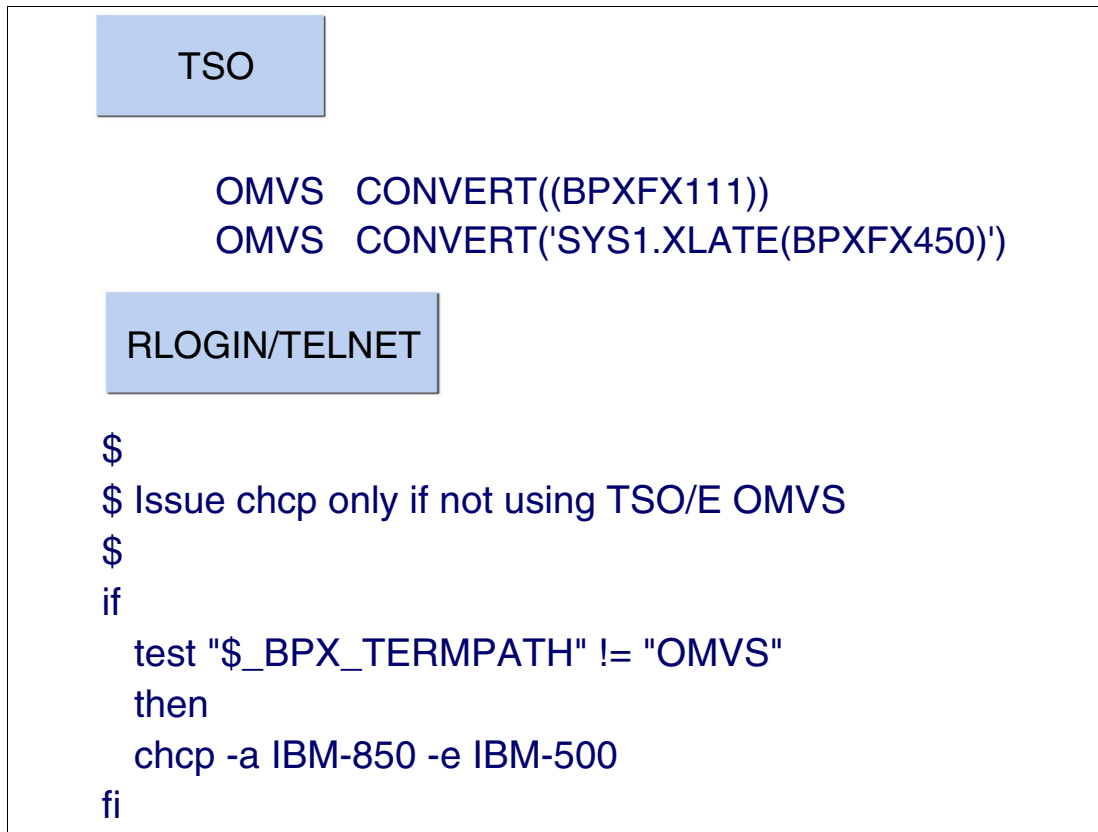 TSO
OMVS CONVERT((BPXFX111))
OMVS CONVERT('SYS1.XLATE(BPXFX450)')
RLOGIN/TELNET
$
$ Issue chcp only if not using TSO/E OMVS
$
if
test "$_BPX_TERMPATH" != "OMVS"
then
chcp -a IBM-850 -e IBM-500
fi